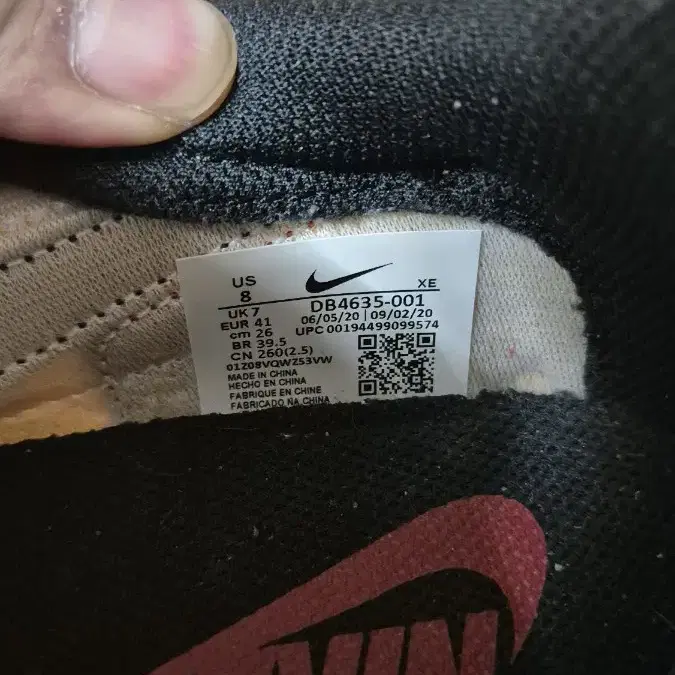 US
8
XE
UK 7
DB4635-001
EUR 41
06/05/20 | 09/02/20
cm 26
UPC 00194499099574
BR 39.5
CN 260(2.5)
01Z08VQWZ53VW
MADE IN CHINA
HECHO EN CHINA
FABRIQUE EN CHINE
FABRICADO NA CHINA
NIKE